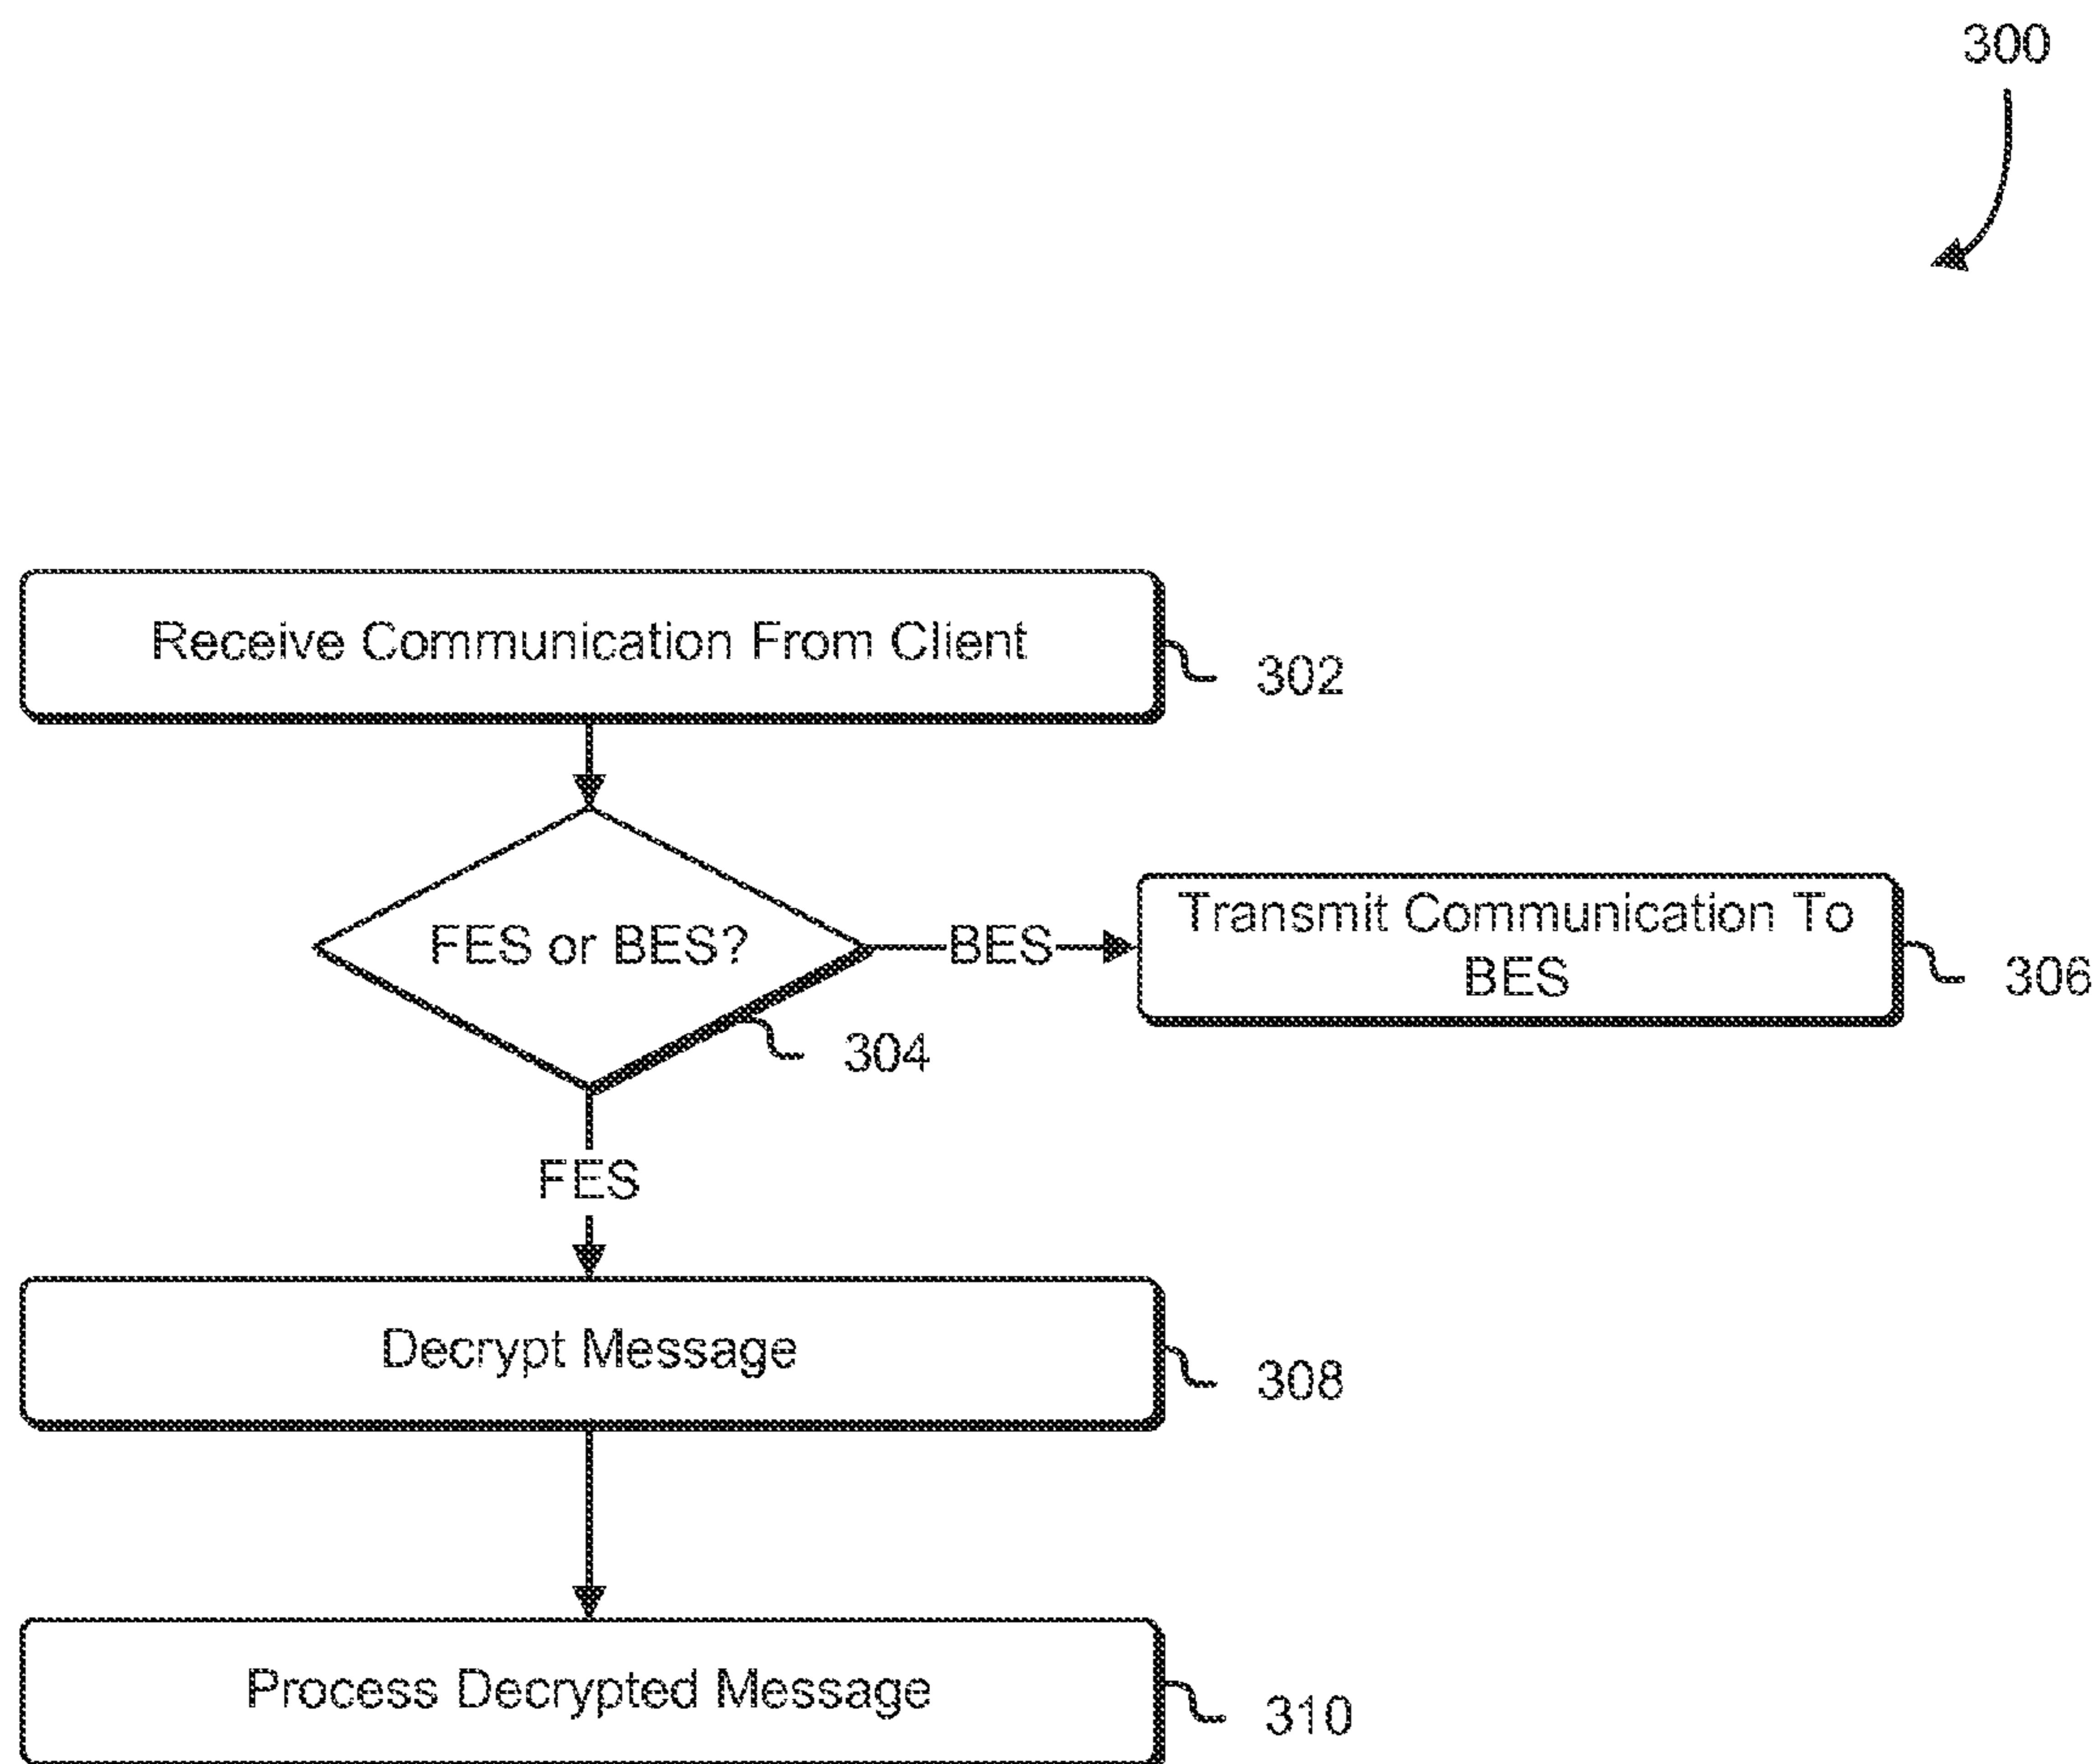 300
Receive Communication From Client
302
FES or BES?
BES
Transmit Communication To
BES
306
304
FES
Decrypt Message
308
Process Decrypted Message
310